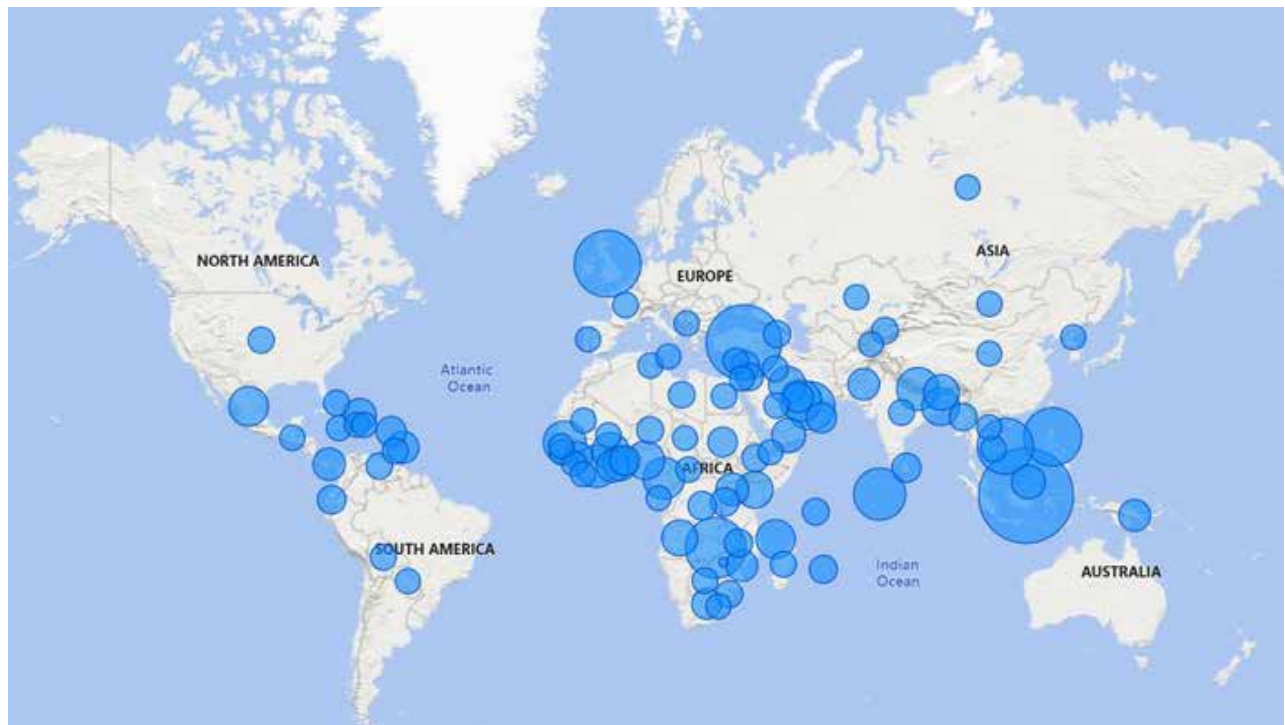 NORTH AMERICA
ASIA
EUROPE
Atlantic
Ocean
AFRICA
SOUTH AMERICA
Indian
Ocean
AUSTRALIA